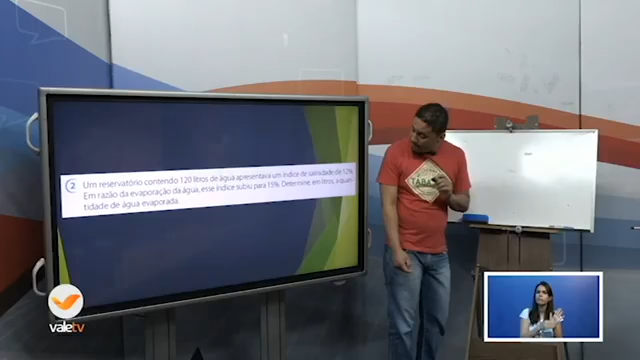 2 Um reservatório contendo 120 litros de água apresentava um índice de salinidade de 12%.
Em razão da evaporação da água, esse índice subiu para 15%. Determine, em litros, a quan
tidade de água evaporada.
valetv